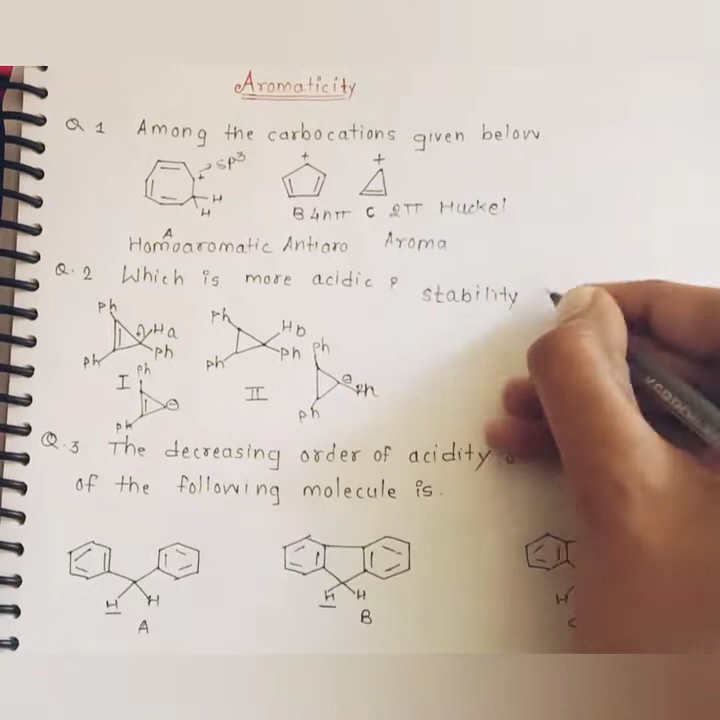 Aromaticity
Q 1 Among the carbocations given below
+ sp3 + +
H
H
A B 4nπ C 2π Huckel
Homoaromatic Antiaro Aroma
Q.2 Which is more acidic ? stability
Ph Ha Ph Ph
I
Ph Hb Ph Ph
II
Ph ⊖
Ph
Ph ⊖ Ph
Ph
Q.3 The decreasing order of acidity
of the following molecule is.
H H H H H
A B C